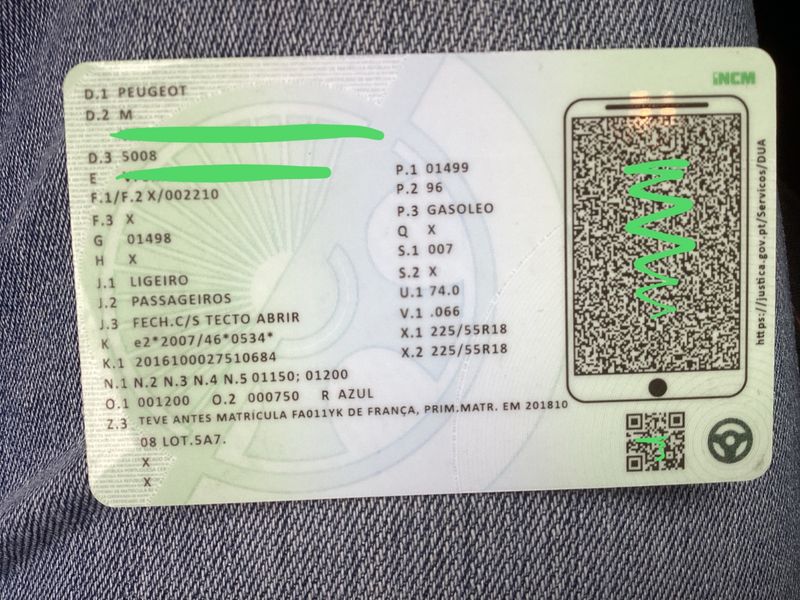 iNCM
D.1 PEUGEOT
D.2 M
D.3 5008
E
F.1/F.2 X/002210
F.3 X
G 01498
H X
J.1 LIGEIRO
J.2 PASSAGEIROS
J.3 FECH.C/S TECTO ABRIR
K e2*2007/46*0534*
K.1 2016100027510684
N.1 N.2 N.3 N.4 N.5 01150; 01200
O.1 001200 O.2 000750 R AZUL
Z.3 TEVE ANTES MATRÍCULA FA011YK DE FRANÇA, PRIM.MATR. EM 201810
08 LOT.5A7.
X
X
P.1 01499
P.2 96
P.3 GASOLEO
Q X
S.1 007
S.2 X
U.1 74.0
V.1 .066
X.1 225/55R18
X.2 225/55R18
https://justica.gov.pt/Servicos/DUA